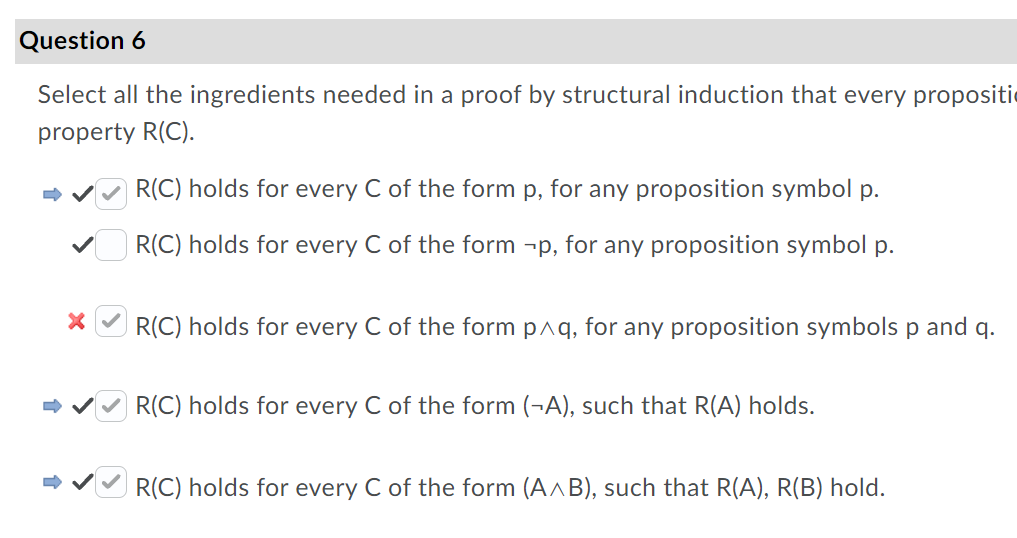 Question 6
Select all the ingredients needed in a proof by structural induction that every
property R(C).
R(C) holds for every C of the form p, for any proposition symbol p.
R(C) holds for every C of the form ¬p, for any proposition symbol p.
R(C) holds for every C of the form p∧q, for any proposition symbols p and q.
R(C) holds for every C of the form (¬A), such that R(A) holds.
R(C) holds for every C of the form (A∧B), such that R(A), R(B) hold.